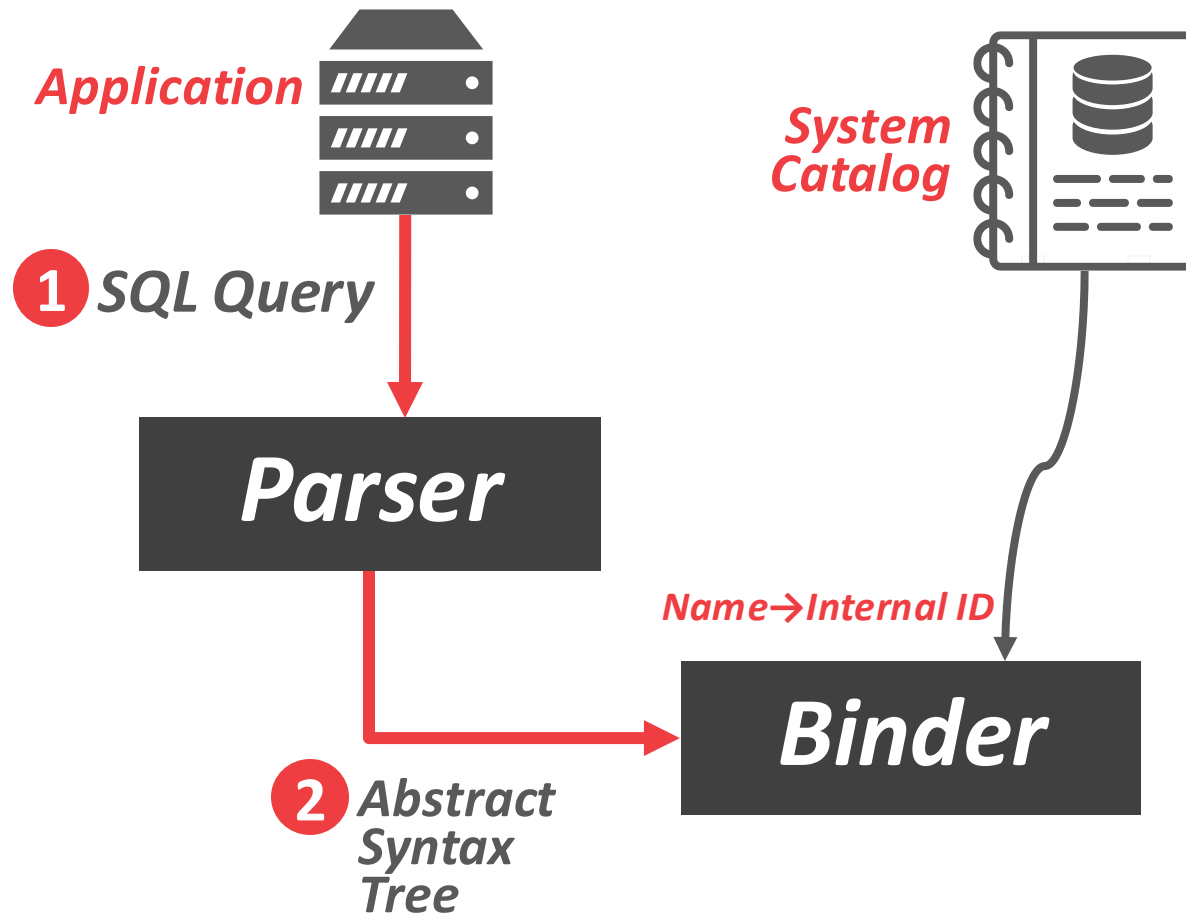 Application
System
Catalog
1 SQL Query
Parser
Name→Internal ID
Binder
2 Abstract
Syntax
Tree